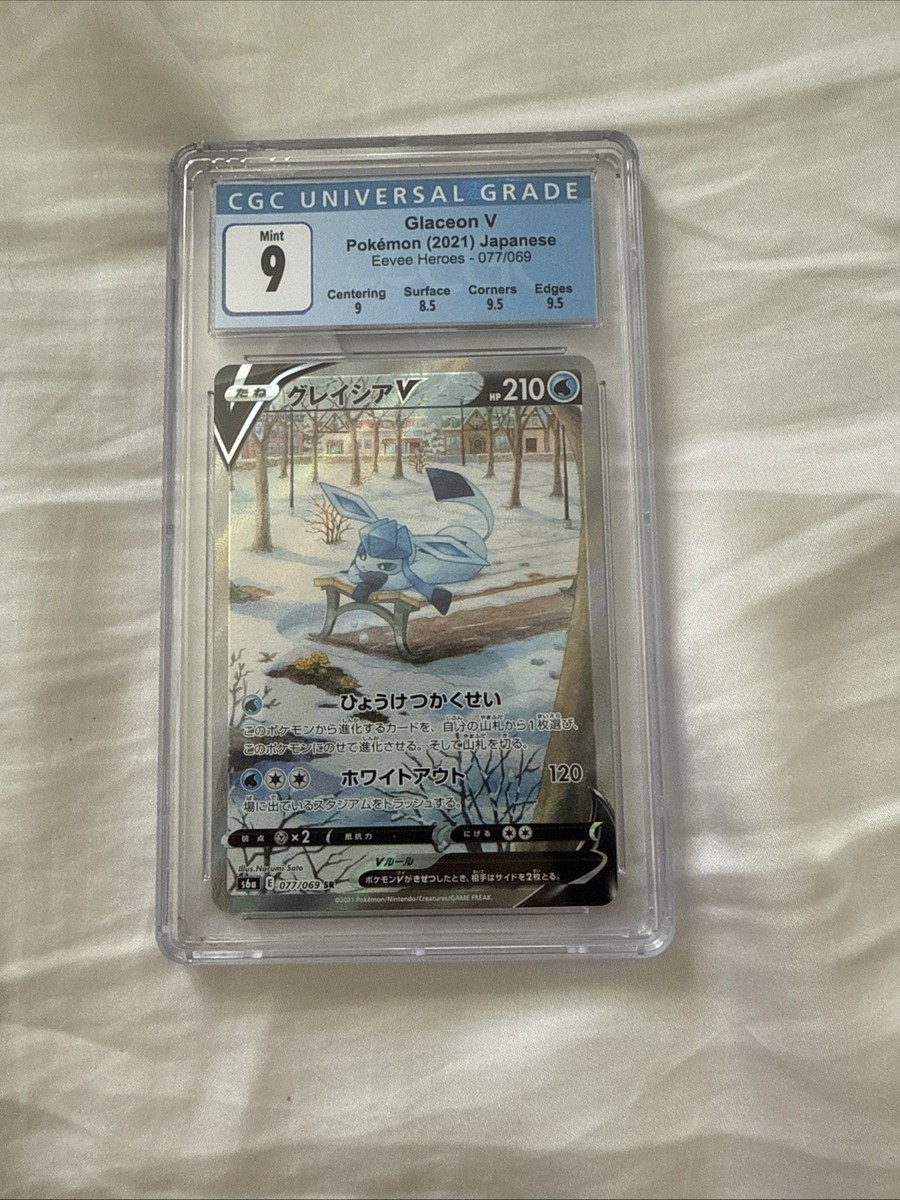 CGC UNIVERSAL GRADE
Mint
9
Glaceon V
Pokémon (2021) Japanese
Eevee Heroes - 077/069
Centering Surface Corners Edges
9 8.5 9.5 9.5
たね グレイシアV HP210
ひょうけつかくせい
このポケモンから進化するカードを、自分の山札から1枚選び、
このポケモンにのせて進化させる。そして山札を切る。
ホワイトアウト 120
場に出ているスタジアムをトラッシュする。
弱点 ×2 抵抗力 にげる
Vルール
ポケモンVがきぜつしたとき、相手はサイドを2枚とる。
Illus. Narumi Sato
s6a E 077/069 SR
©2021 Pokémon/Nintendo/Creatures/GAME FREAK.